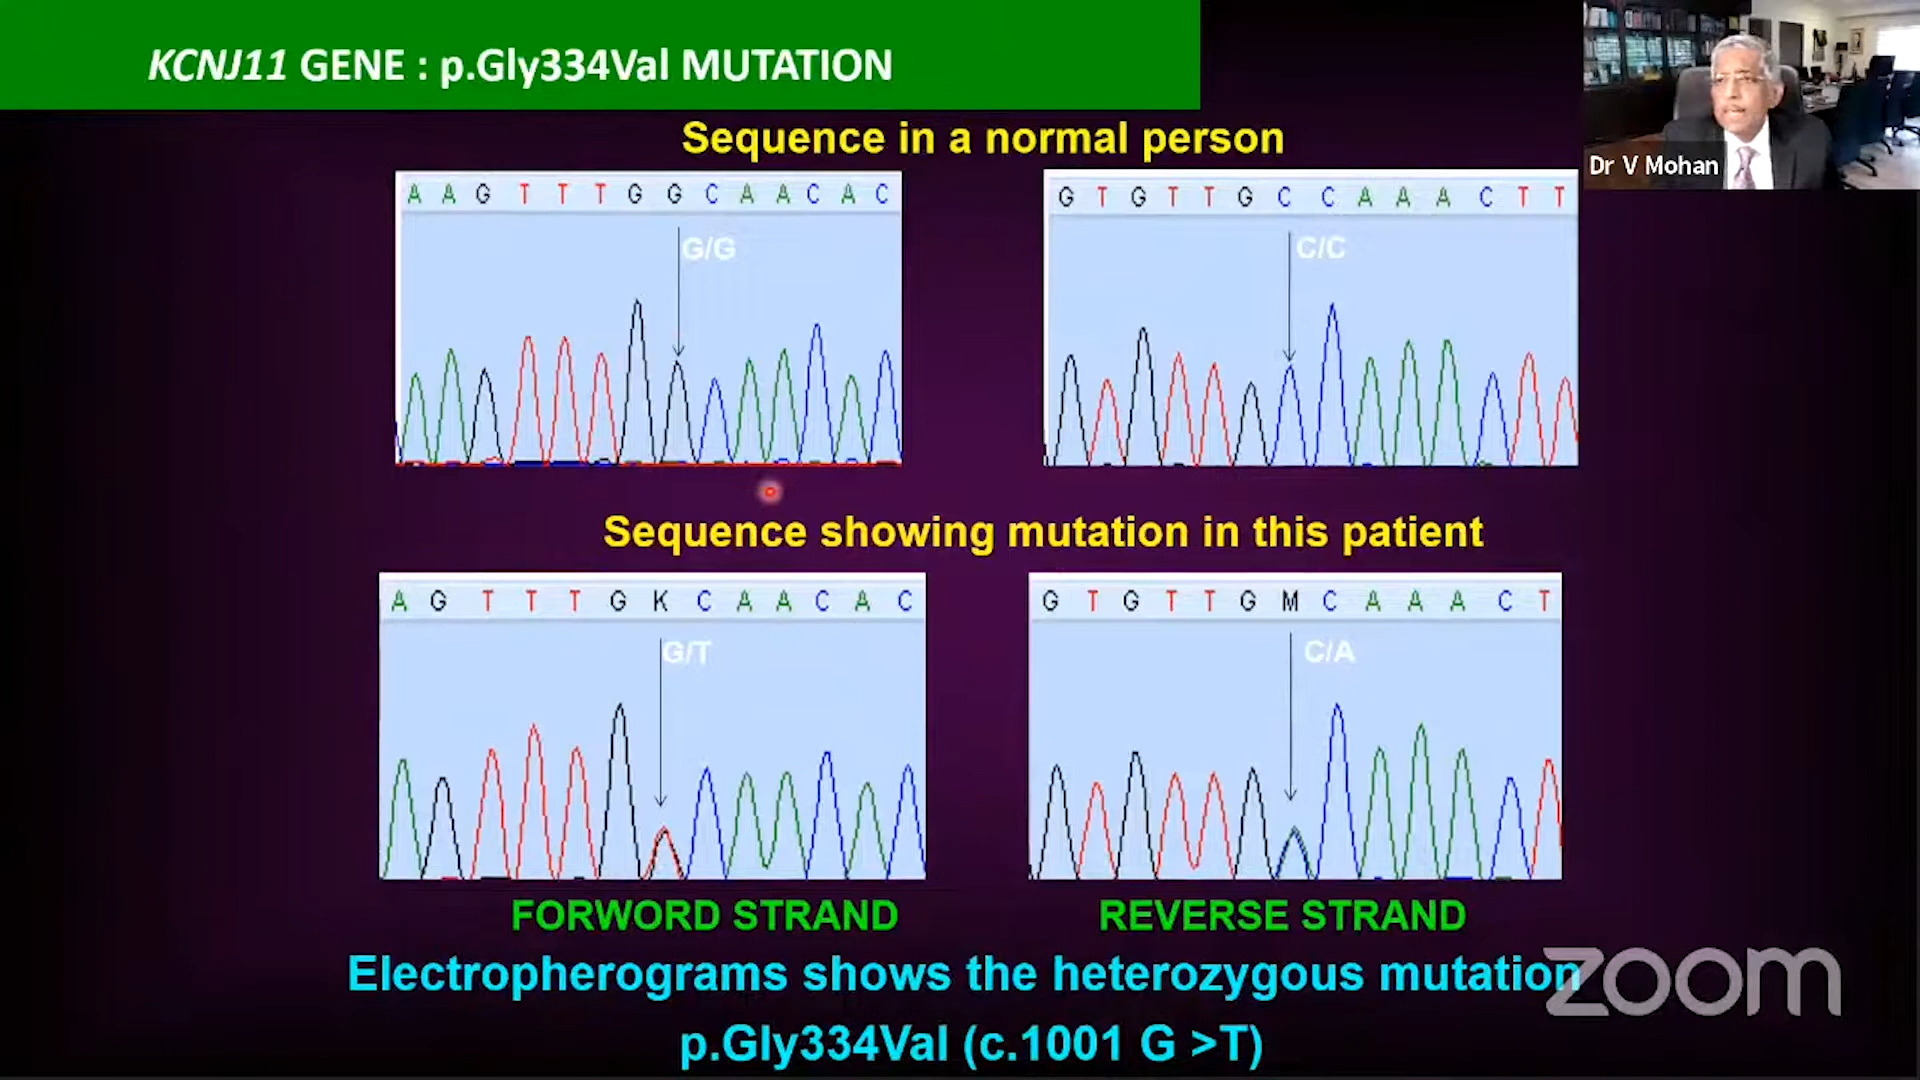 KCNJ11 GENE : p.Gly334Val MUTATION
Dr V Mohan
Sequence in a normal person
A A G T T T G G C A A C A C
G/G
G T G T T G C C A A A C T T
C/C
Sequence showing mutation in this patient
A G T T T G K C A A C A C
G/T
G T G T T G M C A A A C T
C/A
FORWORD STRAND
REVERSE STRAND
Electropherograms shows the heterozygous mutation
p.Gly334Val (c.1001 G >T)
zoom